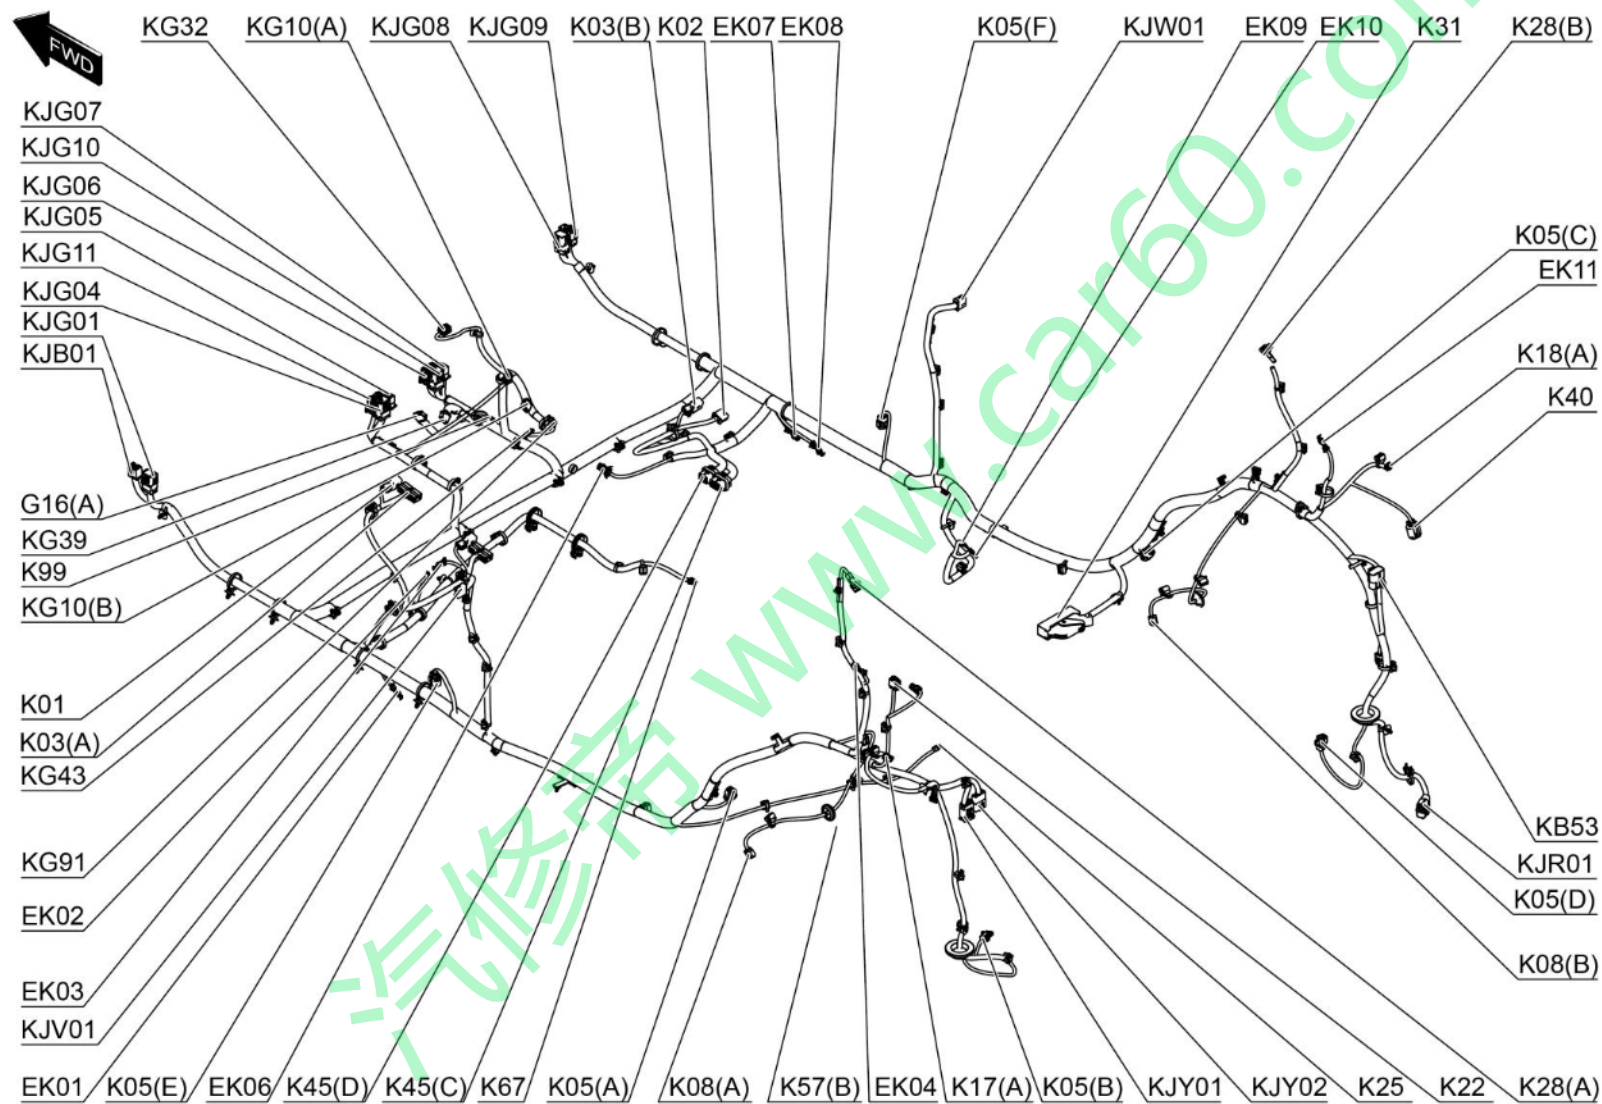 FWD
KG32 KG10(A) KJG08 KJG09 K03(B) K02 EK07 EK08 K05(F) KJW01 EK09 EK10 K31 K28(B)
KJG07
KJG10
KJG06
KJG05
KJG11
KJG04
KJG01
KJB01
K05(C)
EK11
K18(A)
K40
G16(A)
KG39
K99
KG10(B)
K01
K03(A)
KG43
KG91
EK02
EK03
KJV01
KB53
KJR01
K05(D)
K08(B)
EK01 K05(E) EK06 K45(D) K45(C) K67 K05(A) K08(A) K57(B) EK04 K17(A) K05(B) KJY01 KJY02 K25 K22 K28(A)
汽修帝 www.car60.com